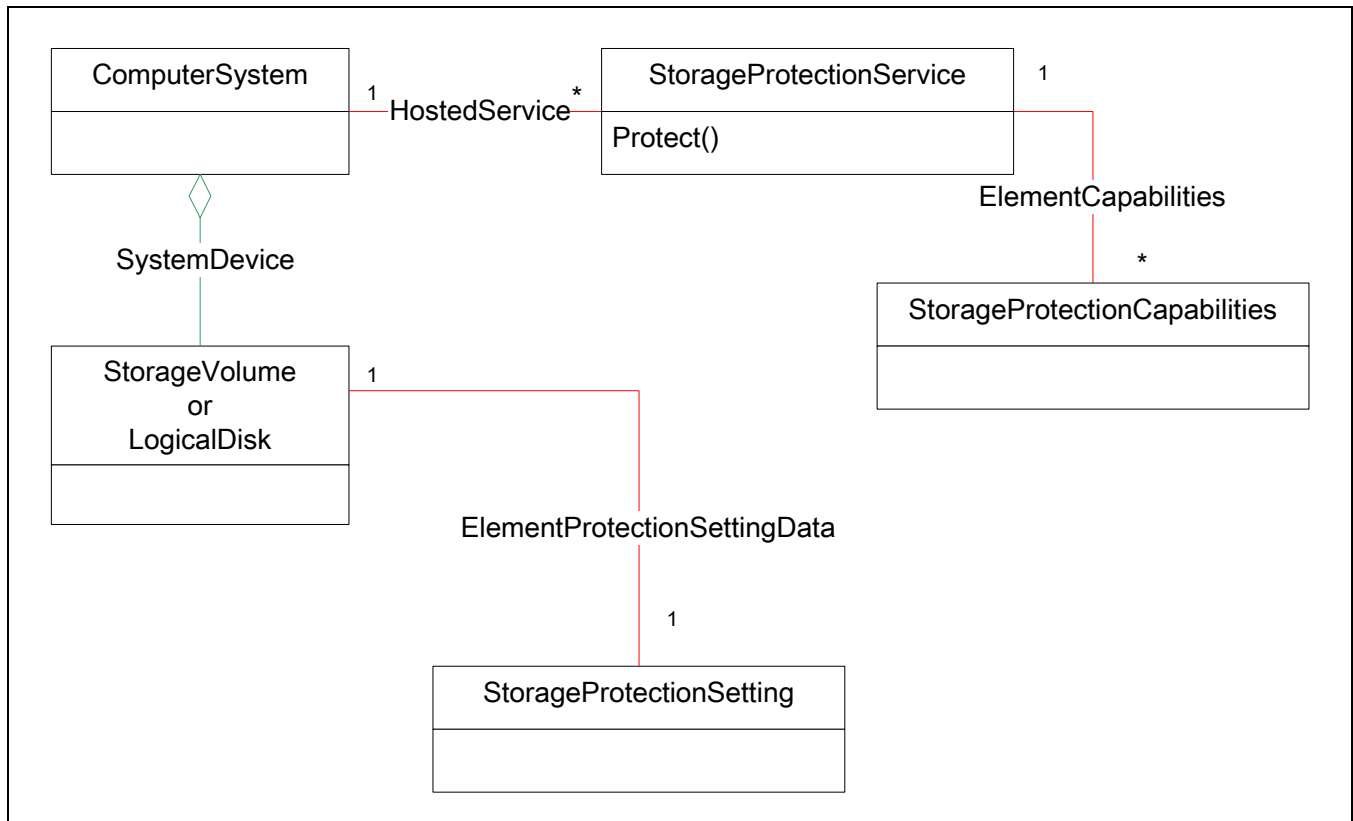 ComputerSystem
1
HostedService
*
StorageProtectionService
Protect()
1
ElementCapabilities
*
StorageProtectionCapabilities
SystemDevice
StorageVolume
or
LogicalDisk
1
ElementProtectionSettingData
1
StorageProtectionSetting